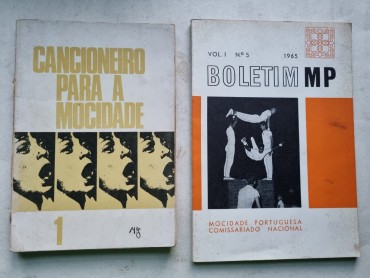 CANCIONEIRO
PARA A
MOCIDADE
1
VOL. I Nº 5 1965
BOLETIM MP
MOCIDADE PORTUGUESA
COMISSARIADO NACIONAL